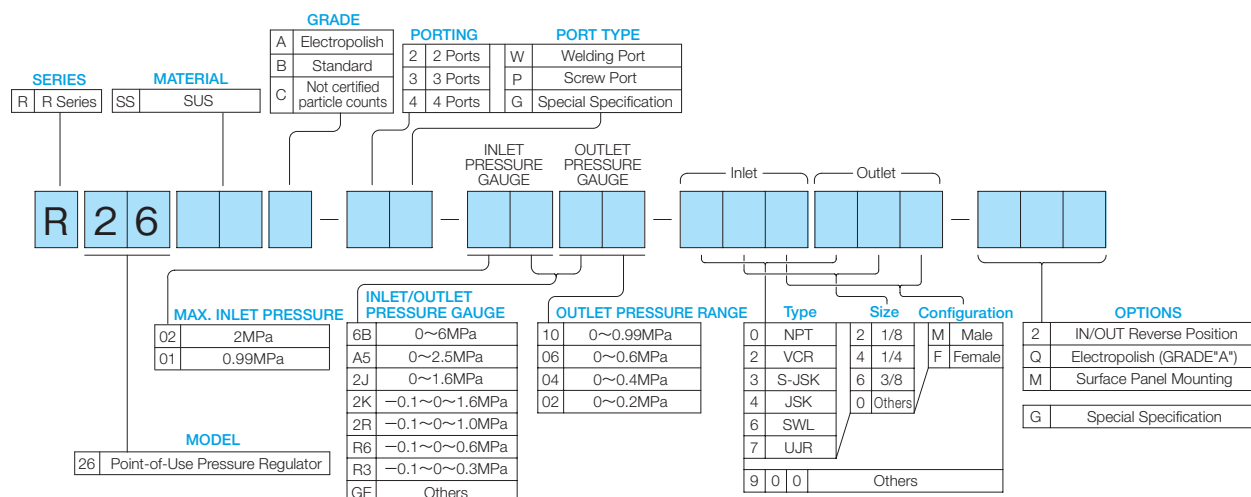 GRADE
A Electropolish
B Standard
C Not certified
particle counts
PORTING
2 2 Ports
3 3 Ports
4 4 Ports
PORT TYPE
W Welding Port
P Screw Port
G Special Specification
SERIES
R R Series
MATERIAL
SS SUS
INLET
PRESSURE
GAUGE
OUTLET
PRESSURE
GAUGE
Inlet
Outlet
R 2 6 — — — —
MAX. INLET PRESSURE
02 2MPa
01 0.99MPa
INLET/OUTLET
PRESSURE GAUGE
6B 0～6MPa
A5 0～2.5MPa
2J 0～1.6MPa
2K −0.1～0～1.6MPa
2R −0.1～0～1.0MPa
R6 −0.1～0～0.6MPa
R3 −0.1～0～0.3MPa
GF Others
OUTLET PRESSURE RANGE
10 0～0.99MPa
06 0～0.6MPa
04 0～0.4MPa
02 0～0.2MPa
Type
0 NPT
2 VCR
3 S-JSK
4 JSK
6 SWL
7 UJR
Size
2 1/8
4 1/4
6 3/8
0 Others
Configuration
M Male
F Female
9 0 0 Others
OPTIONS
2 IN/OUT Reverse Position
Q Electropolish (GRADE"A")
M Surface Panel Mounting
G Special Specification
MODEL
26 Point-of-Use Pressure Regulator